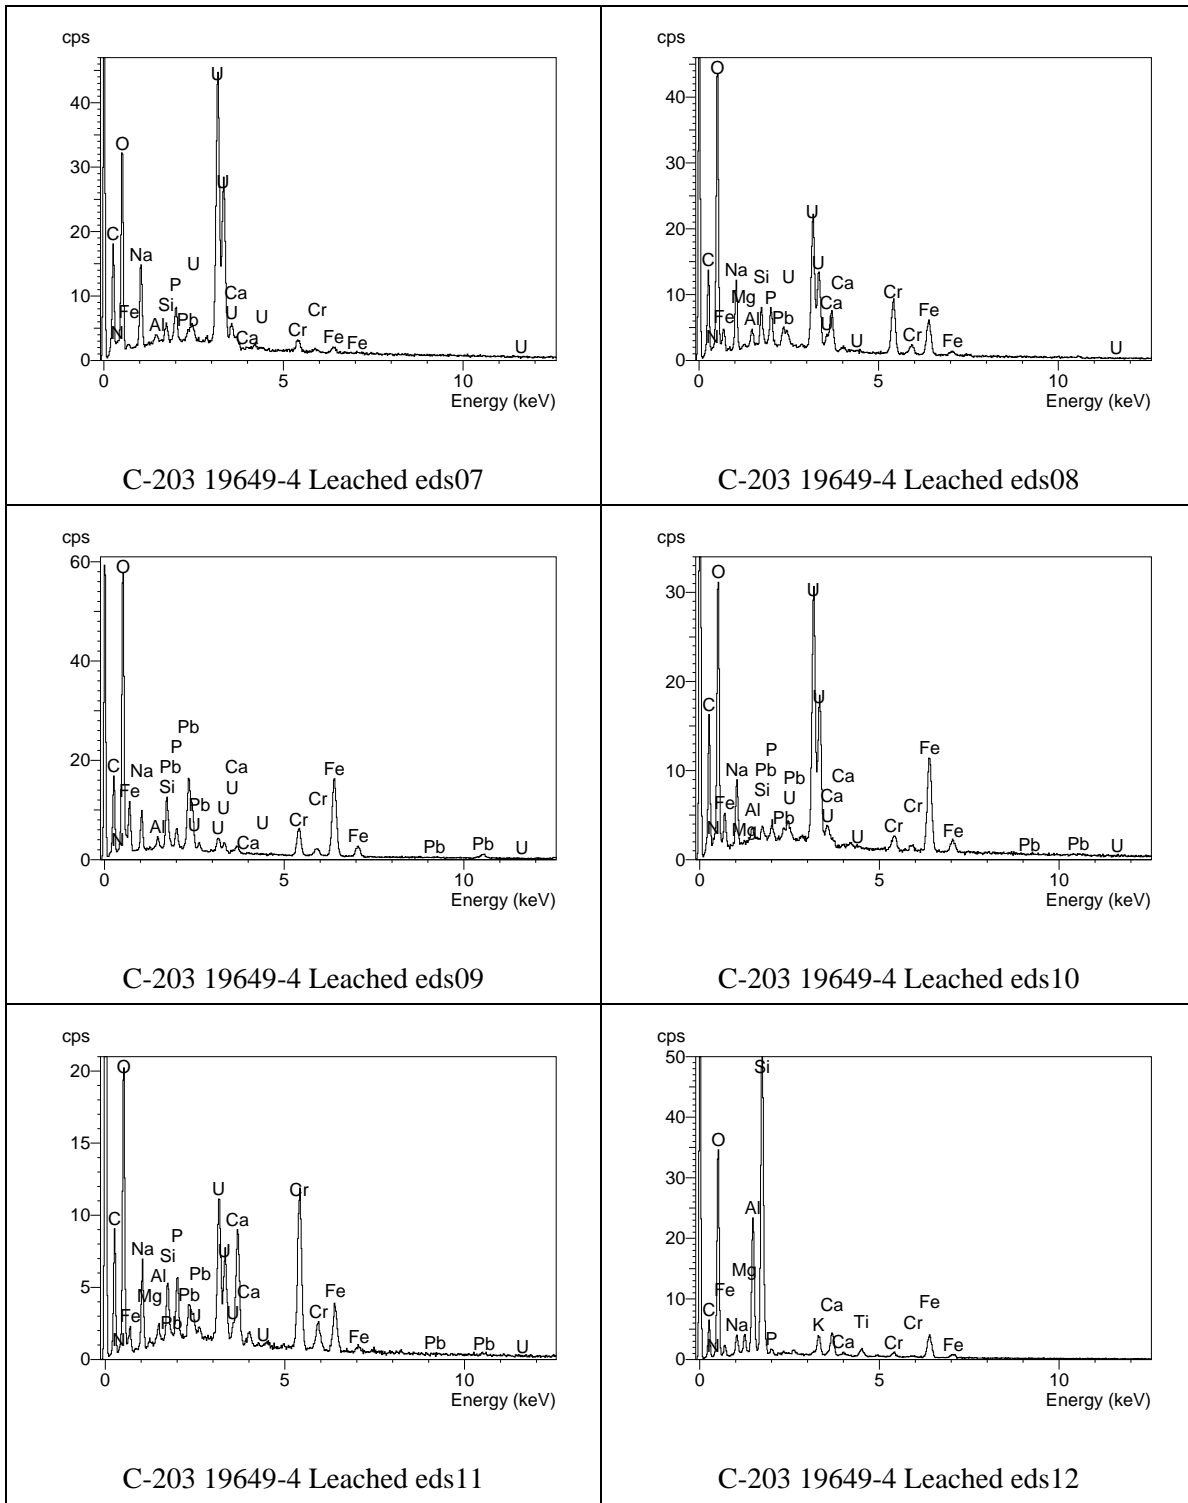 cps
U
40
O
30
20
C
Na
U
P
10
Fe
Si
Ca
Al
Pb
U
U
Cr
N
Ca
Cr
Fe
Fe
U
0
0 5 10
Energy (keV)
C-203 19649-4 Leached eds07
cps
O
40
30
U
20
C
Na
Si
U
U
Ca
10
Mg
P
Ca
Cr
Fe
Al
Pb
Fe
U
N
Cr
Fe
U
U
0
0 5 10
Energy (keV)
C-203 19649-4 Leached eds08
cps
60
O
40
Pb
P
20
C
Na
Pb
Ca
Fe
Fe
Si
U
Pb
U
Cr
Al
U
U
U
Cr
Fe
N
Ca
Pb
Pb
U
0
0 5 10
Energy (keV)
C-203 19649-4 Leached eds09
cps
O
30
U
20
C
U
P
Fe
10
Na
Pb
Pb
Ca
Si
U
Ca
Fe
Al
Pb
Cr
N
Mg
U
U
Cr
Fe
Pb
Pb
U
0
0 5 10
Energy (keV)
C-203 19649-4 Leached eds10
cps
20
O
15
U
Cr
10
C
Ca
Na
P
Si
U
Al
Pb
5
Mg
Pb
Ca
Fe
Fe
Pb
U
U
Cr
N
U
Fe
Pb
Pb
U
0
0 5 10
Energy (keV)
C-203 19649-4 Leached eds11
cps
50
Si
40
O
30
Al
20
Mg
10
Fe
Ca
Fe
C
Na
K
Ti
Cr
N
P
Ca
Cr
Fe
0
0 5 10
Energy (keV)
C-203 19649-4 Leached eds12